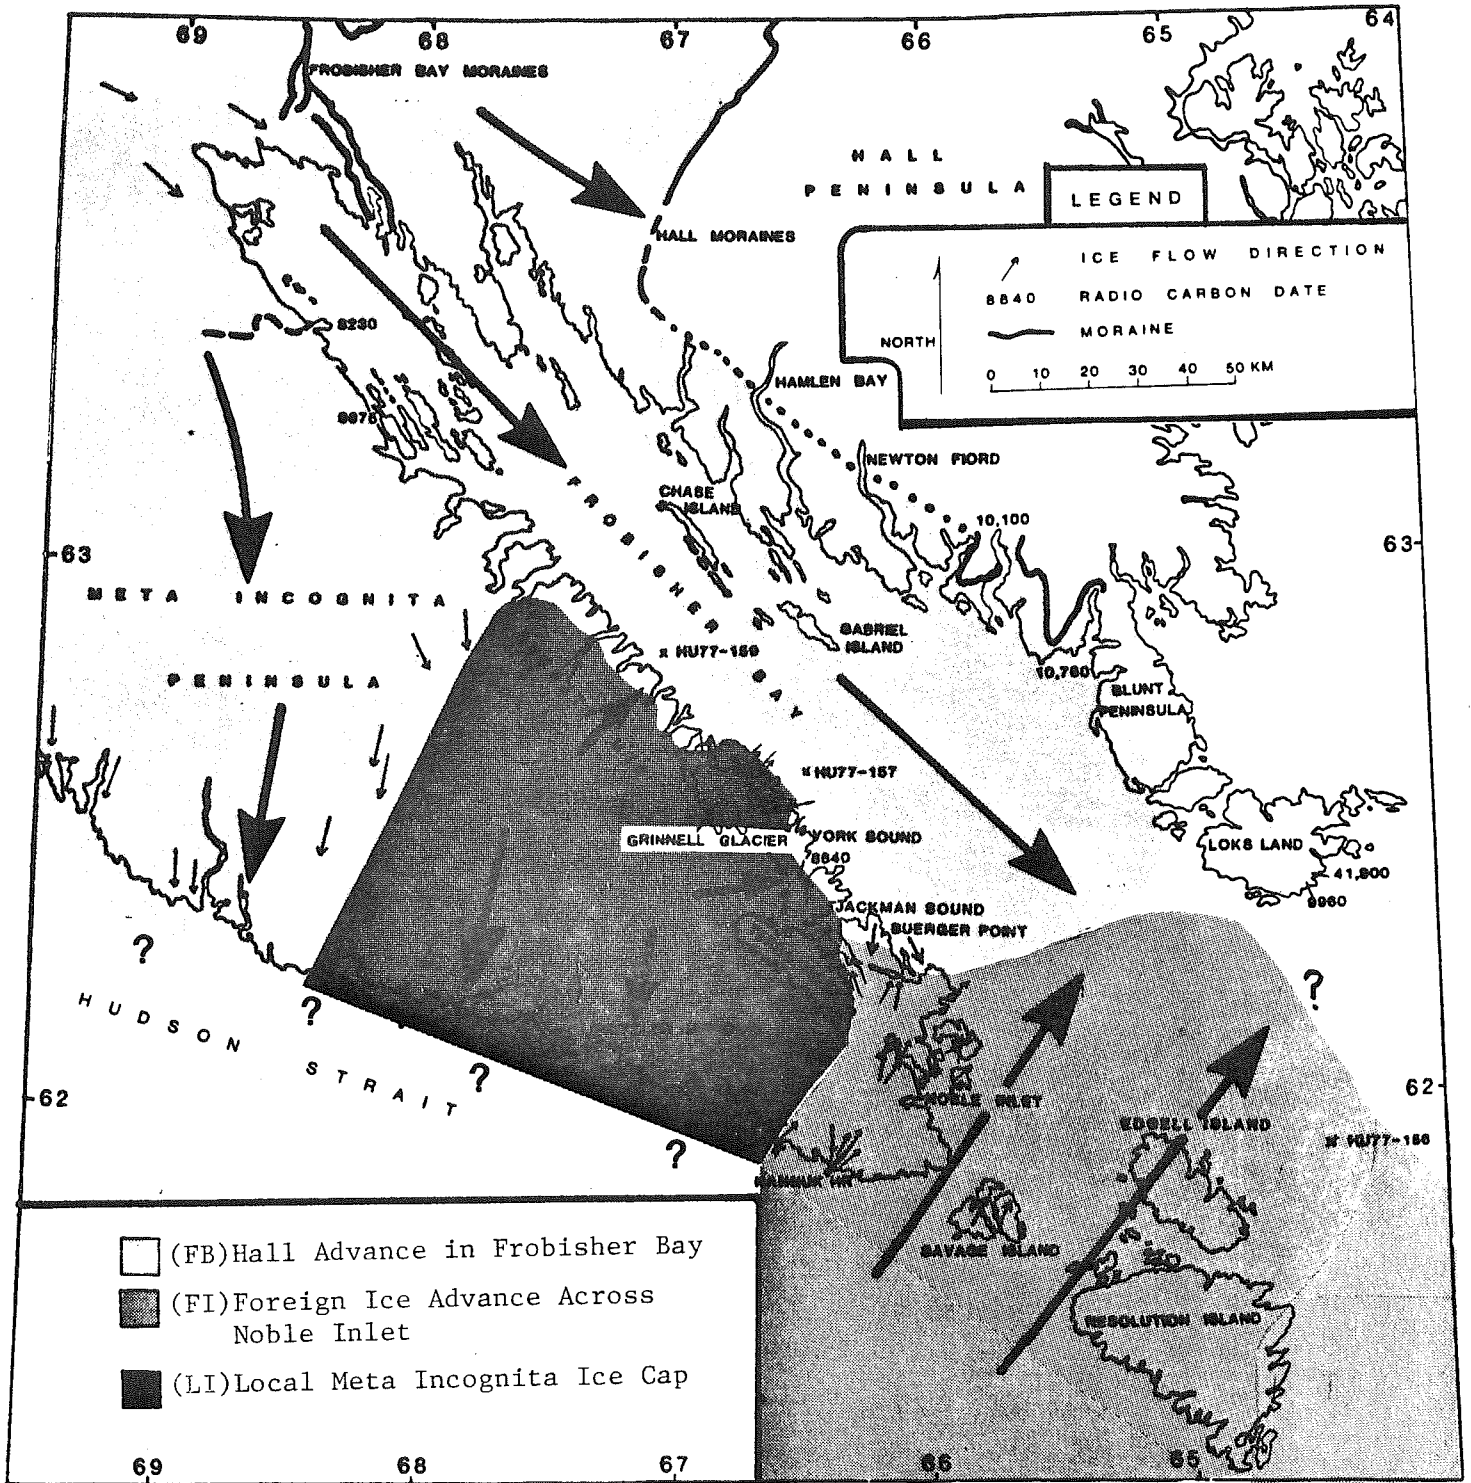 69 68 67 66 65 64
FROBISHER BAY MORAINES
HALL
PENINSULA
LEGEND
HALL MORAINES
ICE FLOW DIRECTION
8640 RADIO CARBON DATE
NORTH
MORAINE
0 10 20 30 40 50 KM
8230
HAMLEN BAY
NEWTON FIORD
CHASE
ISLAND
10,100
FROBISHER BAY
63
63
META INCOGNITA
PENINSULA
GABRIEL
ISLAND
x HU77-159
10,760
BLUNT
PENINSULA
x HU77-157
GRINNELL GLACIER
YORK SOUND
8640
LOKS LAND
41,900
9960
JACKMAN SOUND
BUERGER POINT
?
?
?
?
?
HUDSON STRAIT
62
62
NOBLE INLET
EDGELL ISLAND
x HU77-156
SAVAGE ISLAND
RESOLUTION ISLAND
(FB)Hall Advance in Frobisher Bay
(FI)Foreign Ice Advance Across
Noble Inlet
(LI)Local Meta Incognita Ice Cap
69 68 67 66 65